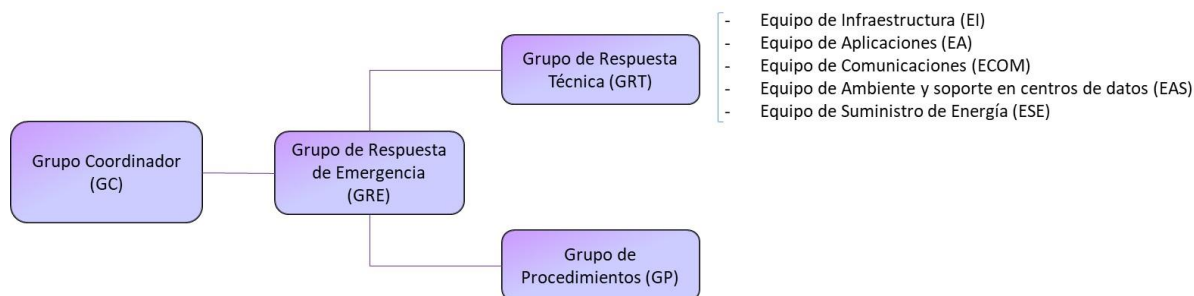 Grupo Coordinador
(GC)
Grupo de Respuesta
de Emergencia
(GRE)
Grupo de Respuesta
Técnica (GRT)
- Equipo de Infraestructura (EI)
- Equipo de Aplicaciones (EA)
- Equipo de Comunicaciones (ECOM)
- Equipo de Ambiente y soporte en centros de datos (EAS)
- Equipo de Suministro de Energía (ESE)
Grupo de
Procedimientos (GP)